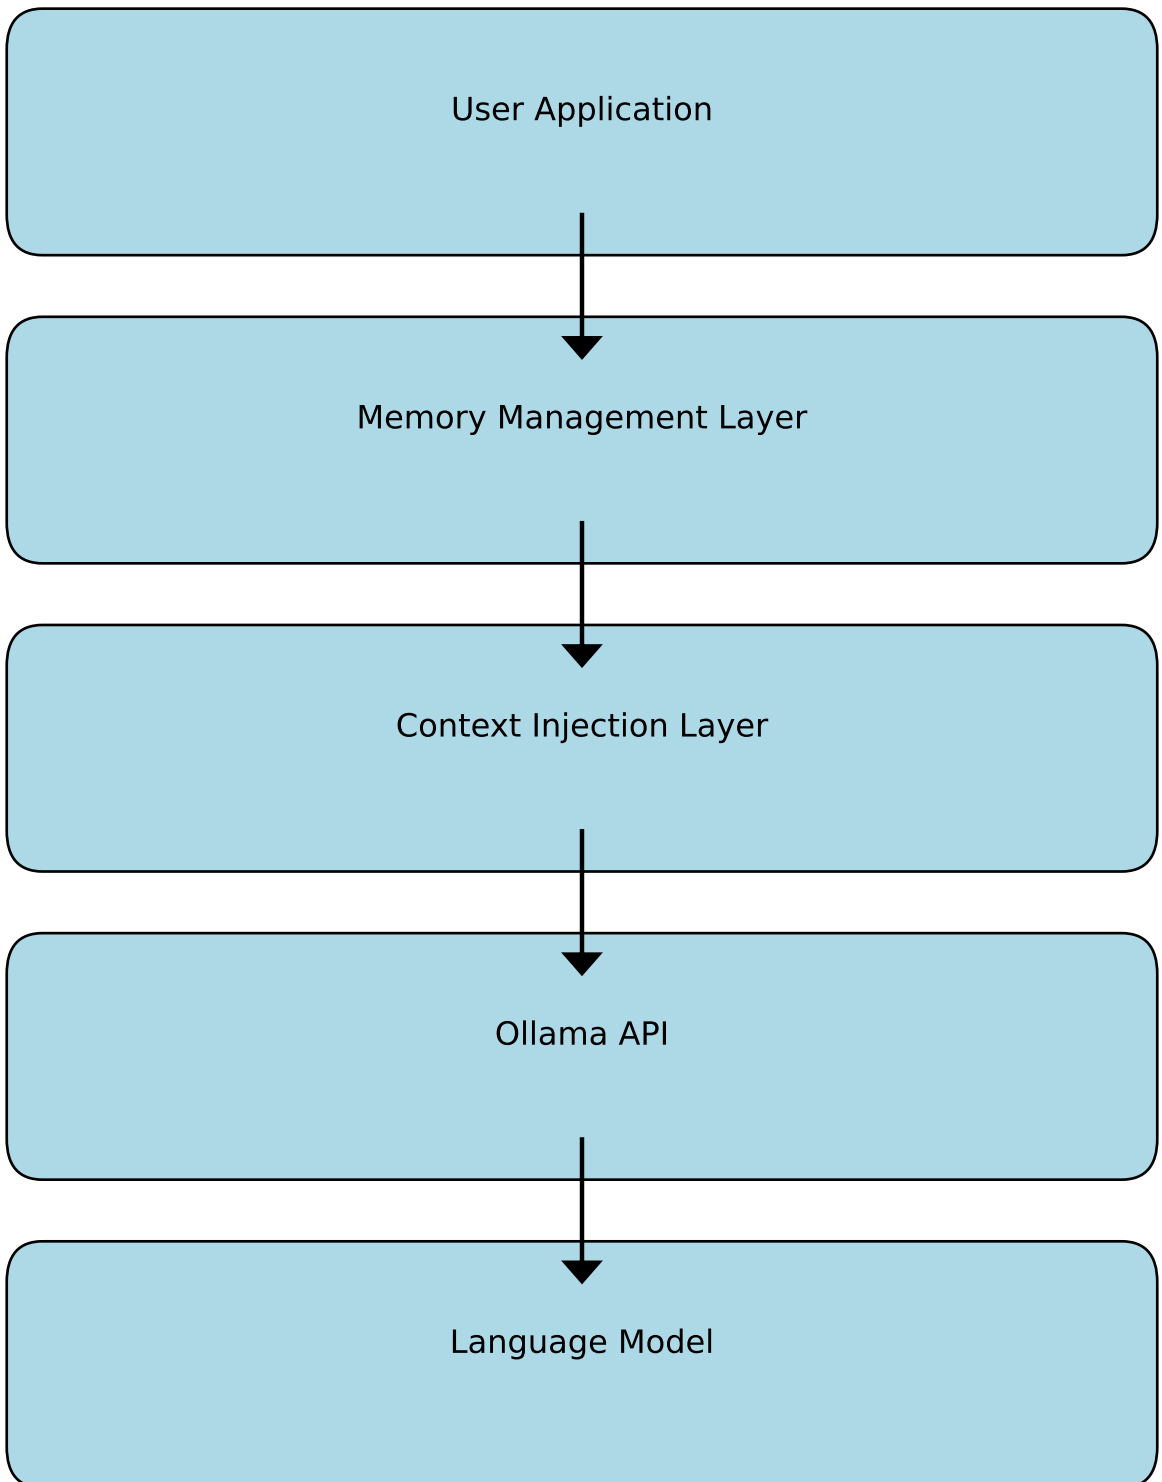 User Application
Memory Management Layer
Context Injection Layer
Ollama API
Language Model